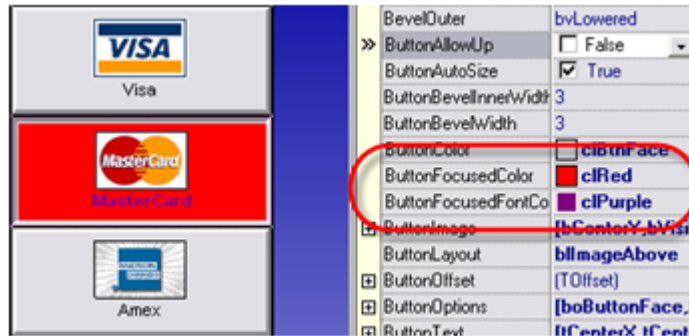 VISA
Visa
MasterCard
MasterCard
AMERICAN EXPRESS
Amex
BevelOuter bvLowered
» ButtonAllowUp False
ButtonAutoSize True
ButtonBevelInnerWidth 3
ButtonBevelWidth 3
ButtonColor clBtnFace
ButtonFocusedColor clRed
ButtonFocusedFontCo clPurple
ButtonImage [bCenterY,bVisi
ButtonLayout blImageAbove
ButtonOffset (TOffset)
ButtonOptions [boButtonFace,
ButtonText [tCenterX,tCent